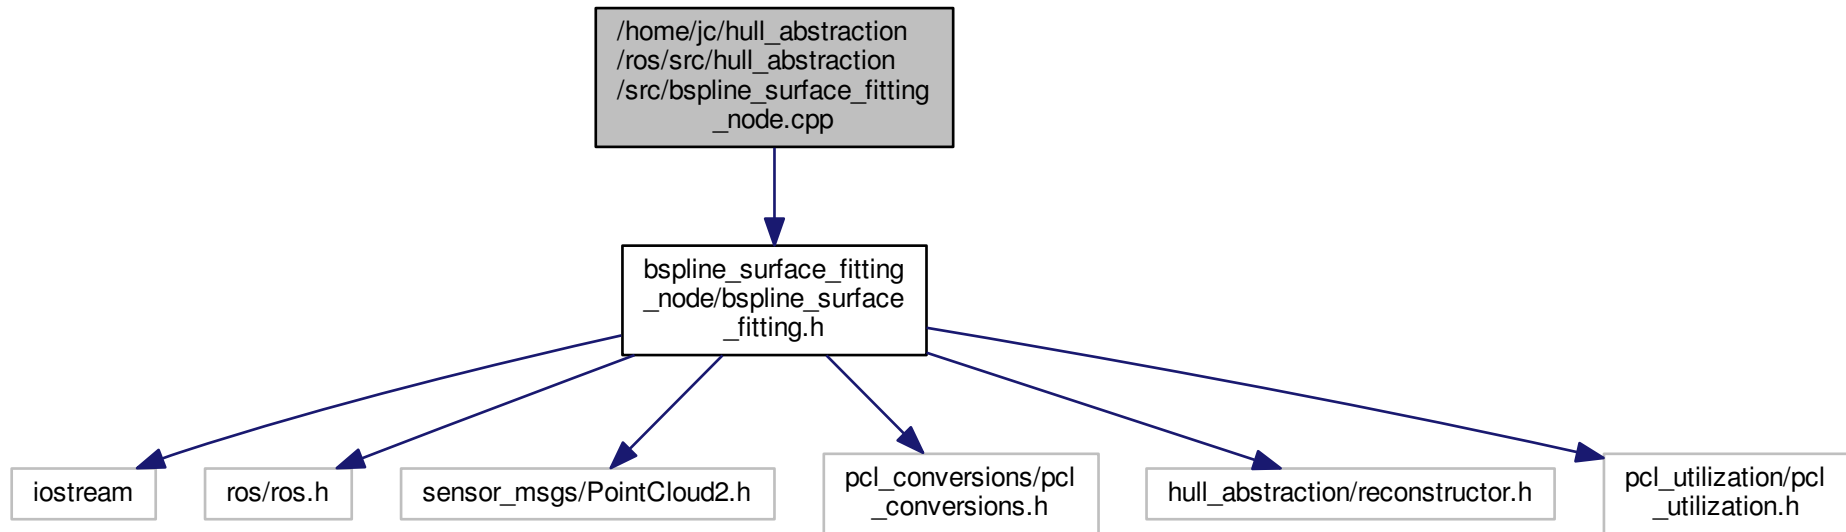 /home/jc/hull_abstraction
/ros/src/hull_abstraction
/src/bspline_surface_fitting
_node.cpp
bspline_surface_fitting
_node/bspline_surface
_fitting.h
iostream
ros/ros.h
sensor_msgs/PointCloud2.h
pcl_conversions/pcl
_conversions.h
hull_abstraction/reconstructor.h
pcl_utilization/pcl
_utilization.h